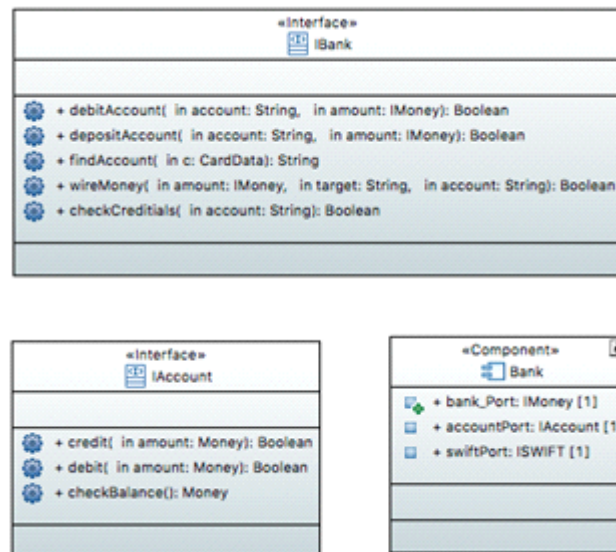 «Interface»
IBank
+ debitAccount( in account: String, in amount: IMoney): Boolean
+ depositAccount( in account: String, in amount: IMoney): Boolean
+ findAccount( in c: CardData): String
+ wireMoney( in amount: IMoney, in target: String, in account: String): Boolean
+ checkCreditials( in account: String): Boolean
«Interface»
IAccount
+ credit( in amount: Money): Boolean
+ debit( in amount: Money): Boolean
+ checkBalance(): Money
«Component»
Bank
+ bank_Port: IMoney [1]
+ accountPort: IAccount [1
+ swiftPort: ISWIFT [1]